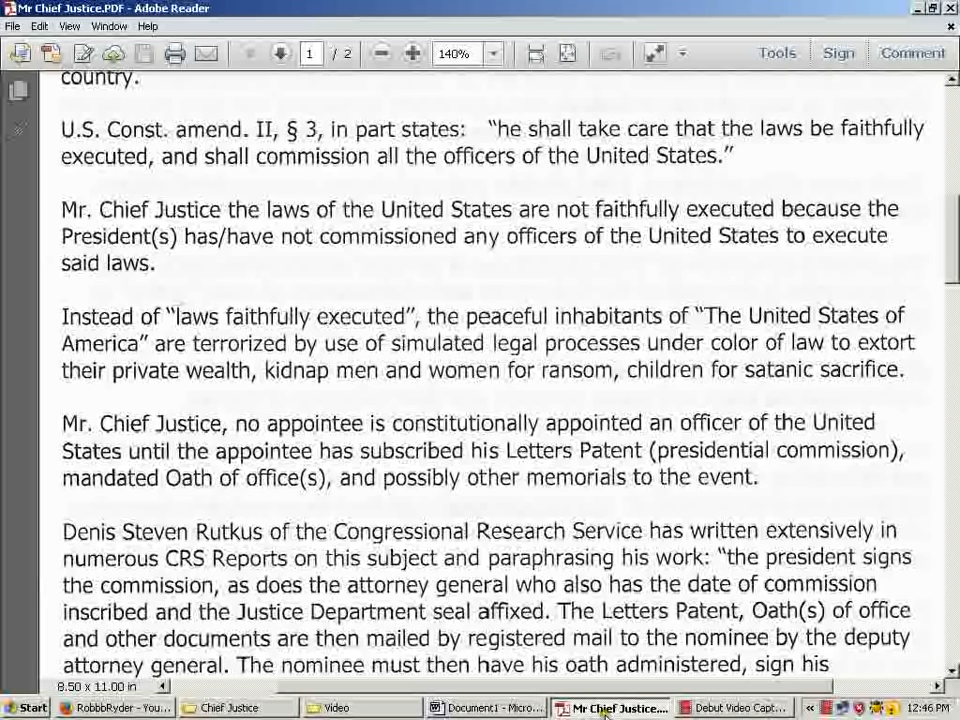 Mr Chief Justice.PDF - Adobe Reader
File Edit View Window Help
1 / 2 140% Tools Sign Comment
country.
U.S. Const. amend. II, § 3, in part states: “he shall take care that the laws be faithfully
executed, and shall commission all the officers of the United States.”
Mr. Chief Justice the laws of the United States are not faithfully executed because the
President(s) has/have not commissioned any officers of the United States to execute
said laws.
Instead of “laws faithfully executed”, the peaceful inhabitants of “The United States of
America” are terrorized by use of simulated legal processes under color of law to extort
their private wealth, kidnap men and women for ransom, children for satanic sacrifice.
Mr. Chief Justice, no appointee is constitutionally appointed an officer of the United
States until the appointee has subscribed his Letters Patent (presidential commission),
mandated Oath of office(s), and possibly other memorials to the event.
Denis Steven Rutkus of the Congressional Research Service has written extensively in
numerous CRS Reports on this subject and paraphrasing his work: “the president signs
the commission, as does the attorney general who also has the date of commission
inscribed and the Justice Department seal affixed. The Letters Patent, Oath(s) of office
and other documents are then mailed by registered mail to the nominee by the deputy
attorney general. The nominee must then have his oath administered, sign his
8.50 x 11.00 in
Start RobbbRyder - You... Chief Justice Video Document1 - Micro... Mr Chief Justice.... Debut Video Capt... « 12:46 PM